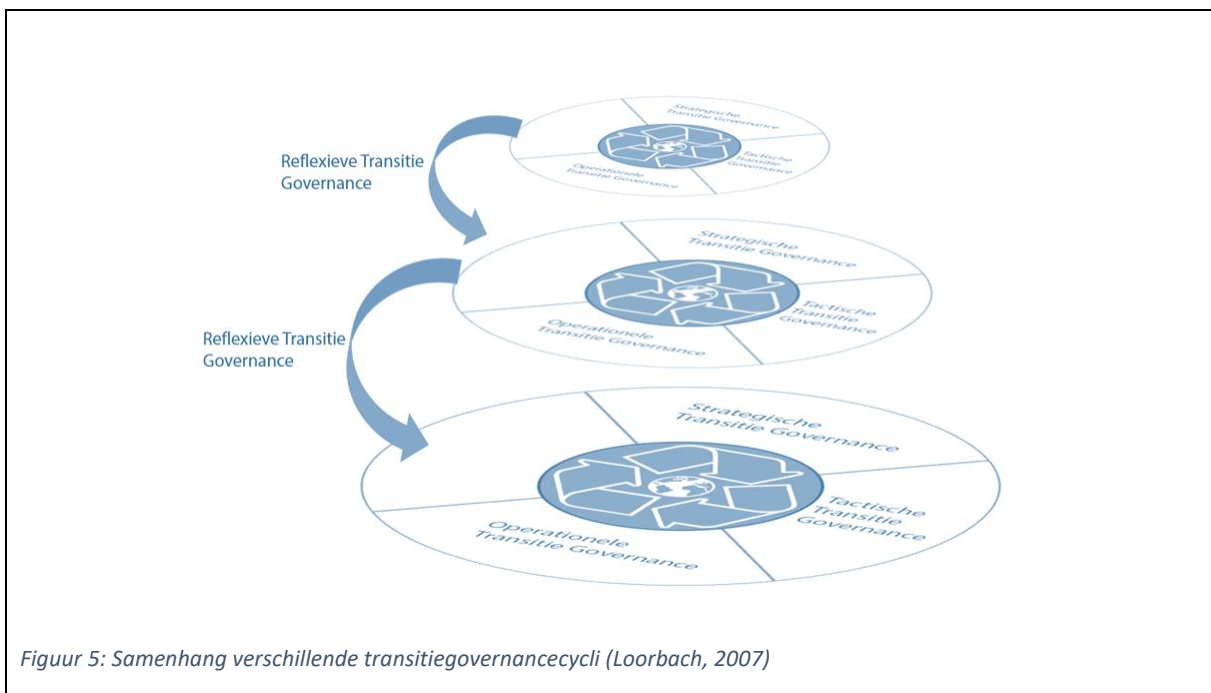 Strategische
Transitie Governance
Tactische
Transitie
Governance
Operationele
Transitie Governance
Reflexieve Transitie
Governance
Strategische
Transitie Governance
Tactische
Transitie
Governance
Operationele
Transitie Governance
Reflexieve Transitie
Governance
Strategische
Transitie Governance
Tactische
Transitie
Governance
Operationele
Transitie Governance
Figuur 5: Samenhang verschillende transitiegovernancecycli (Loorbach, 2007)